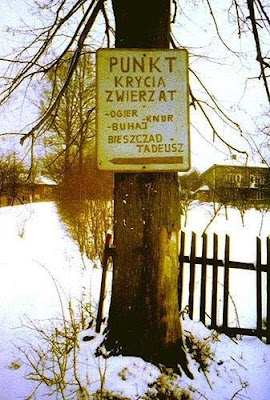 PUNKT
KRYCIA
ZWIERZAT
-OGIER
-KNUR
-BUHAJ
BIESZCZAD
TADEUSZ